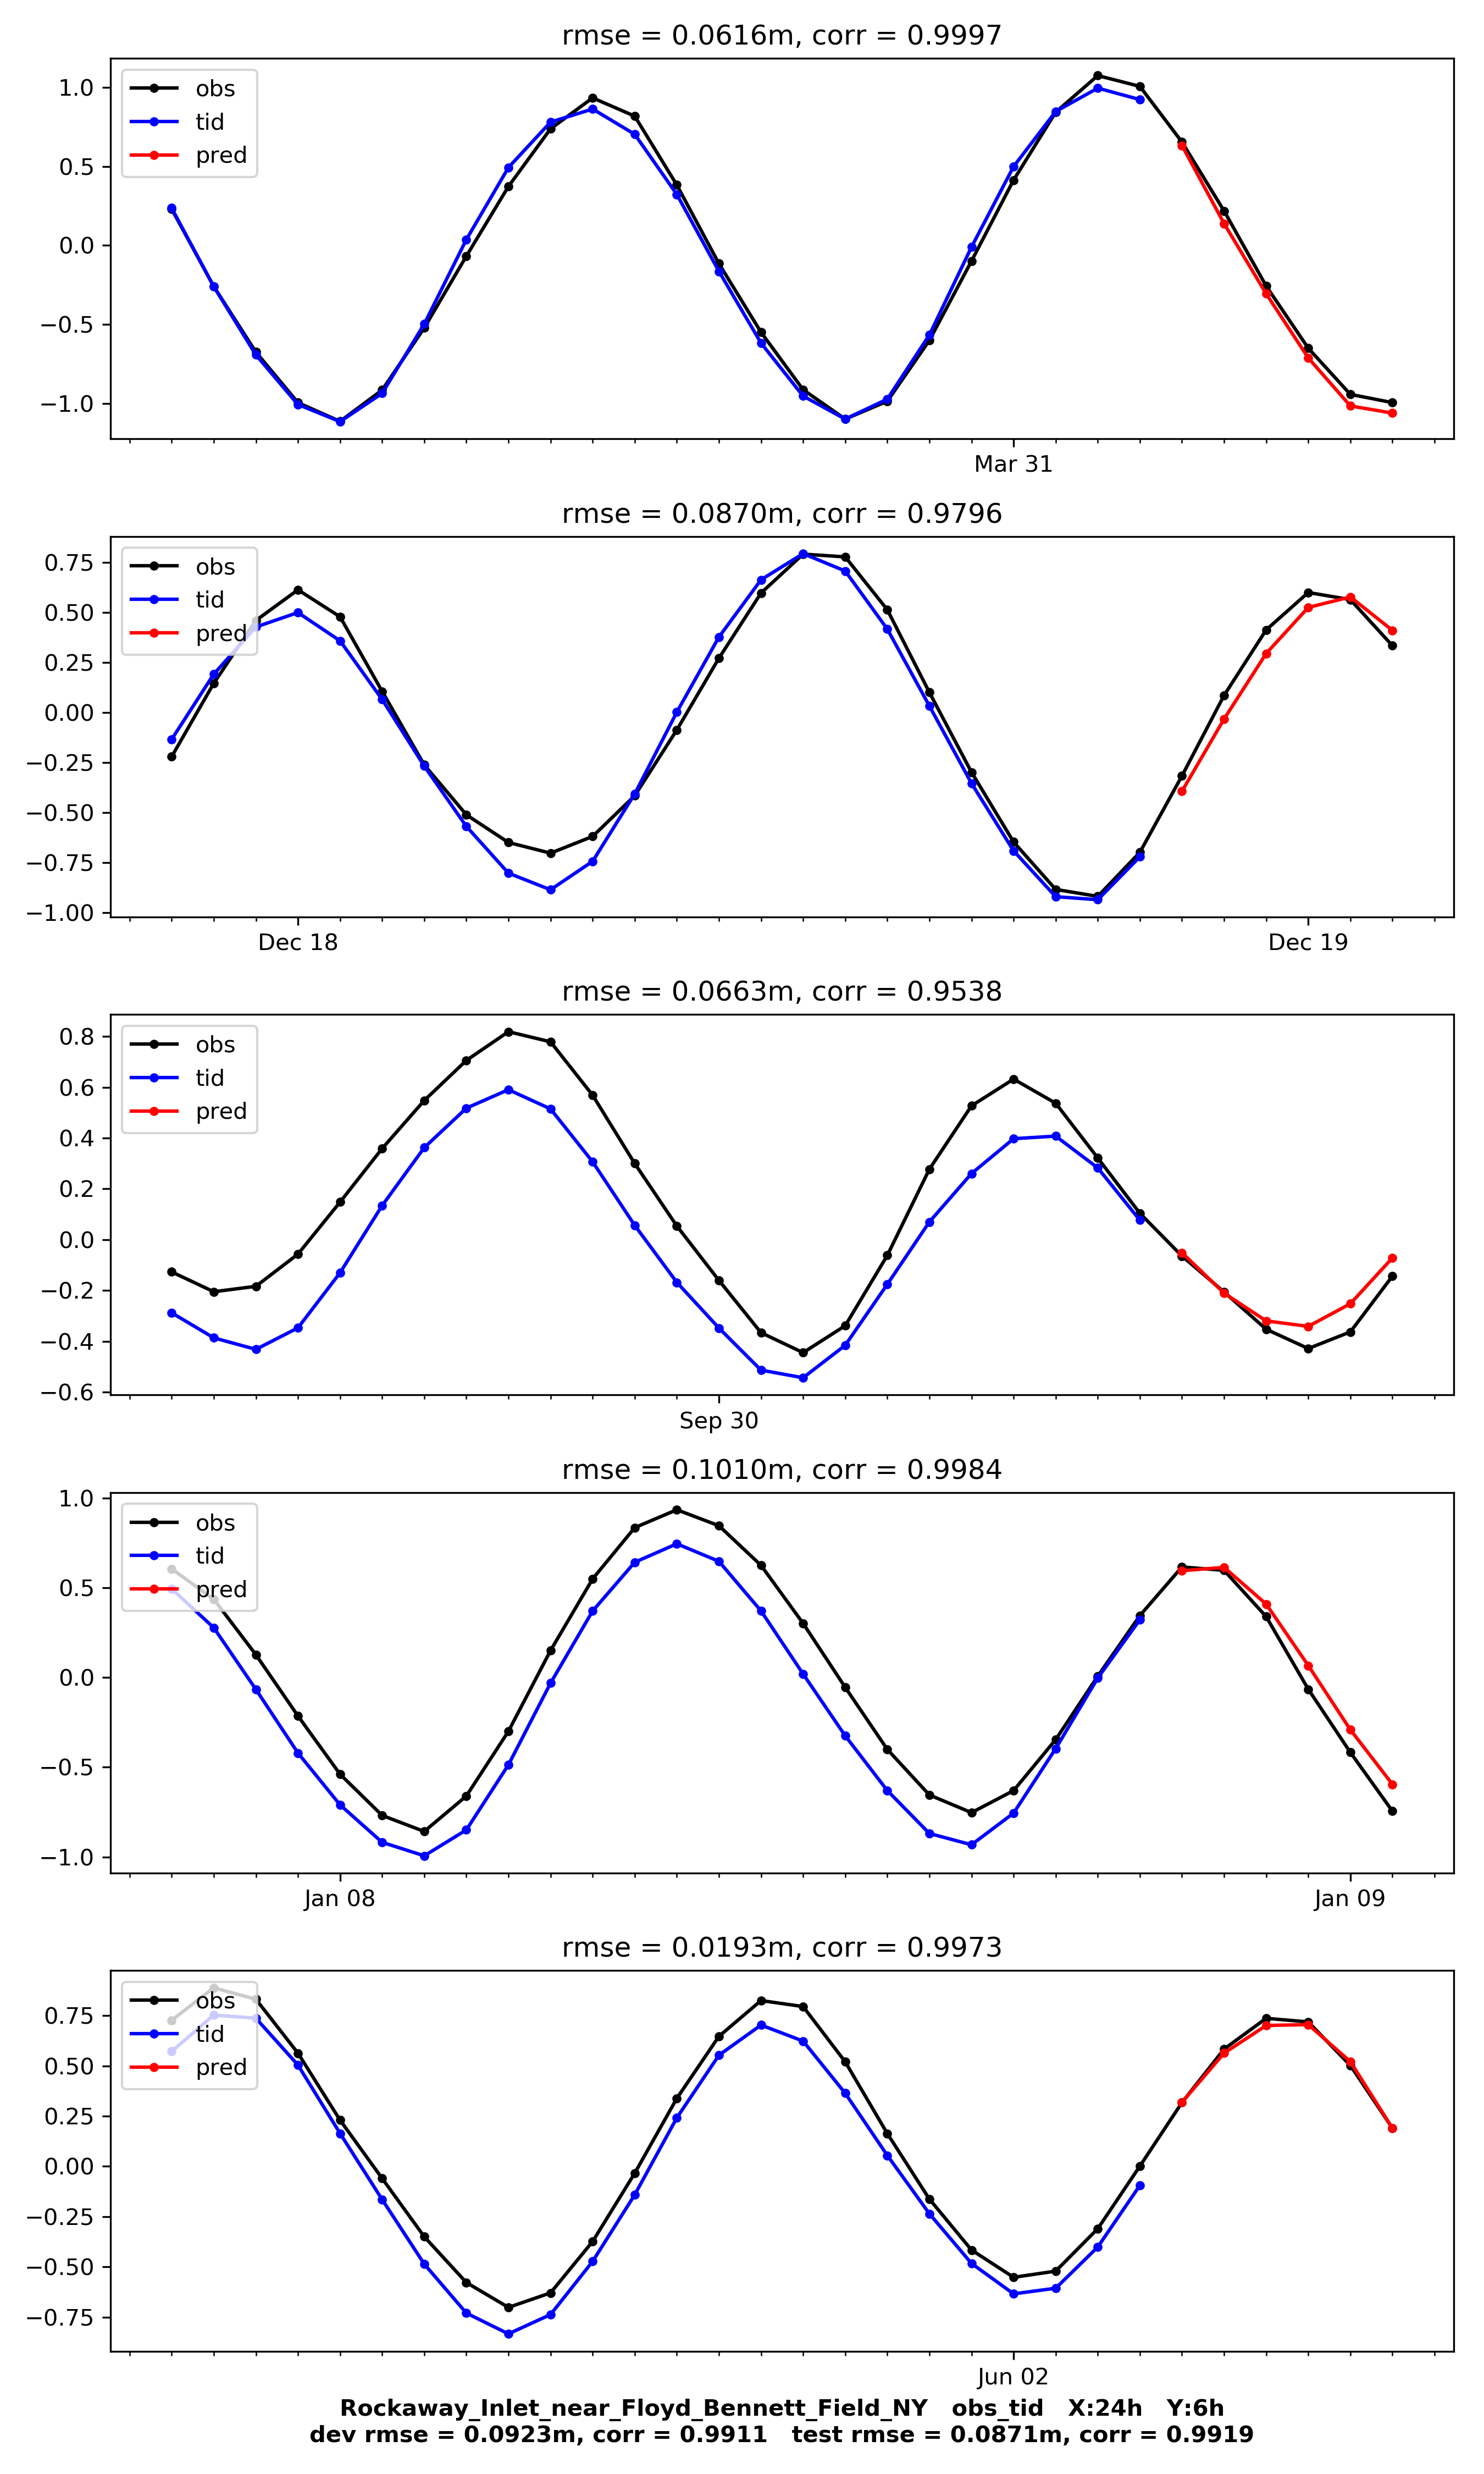 rmse = 0.0616m, corr = 0.9997
1.0
0.5
0.0
−0.5
−1.0
obs
tid
pred
Mar 31
rmse = 0.0870m, corr = 0.9796
0.75
0.50
0.25
0.00
−0.25
−0.50
−0.75
−1.00
obs
tid
pred
Dec 18 Dec 19
rmse = 0.0663m, corr = 0.9538
0.8
0.6
0.4
0.2
0.0
−0.2
−0.4
−0.6
obs
tid
pred
Sep 30
rmse = 0.1010m, corr = 0.9984
1.0
0.5
0.0
−0.5
−1.0
obs
tid
pred
Jan 08 Jan 09
rmse = 0.0193m, corr = 0.9973
0.75
0.50
0.25
0.00
−0.25
−0.50
−0.75
obs
tid
pred
Jun 02
Rockaway_Inlet_near_Floyd_Bennett_Field_NY obs_tid X:24h Y:6h
dev rmse = 0.0923m, corr = 0.9911 test rmse = 0.0871m, corr = 0.9919